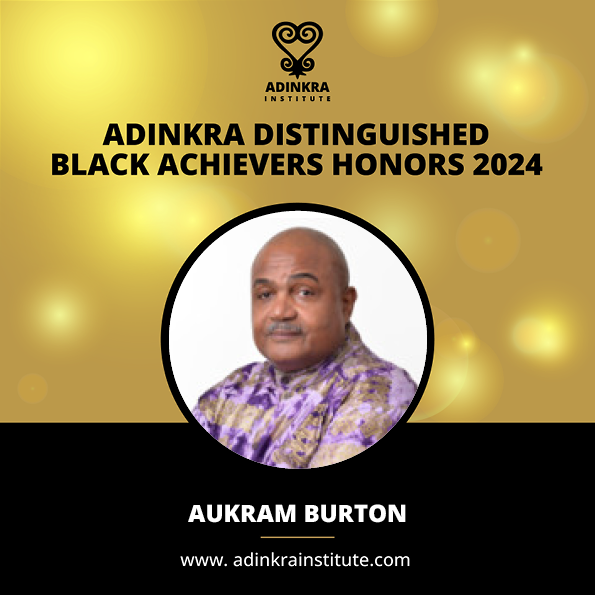 ADINKRA
INSTITUTE
ADINKRA DISTINGUISHED
BLACK ACHIEVERS HONORS 2024
AUKRAM BURTON
www. adinkrainstitute.com